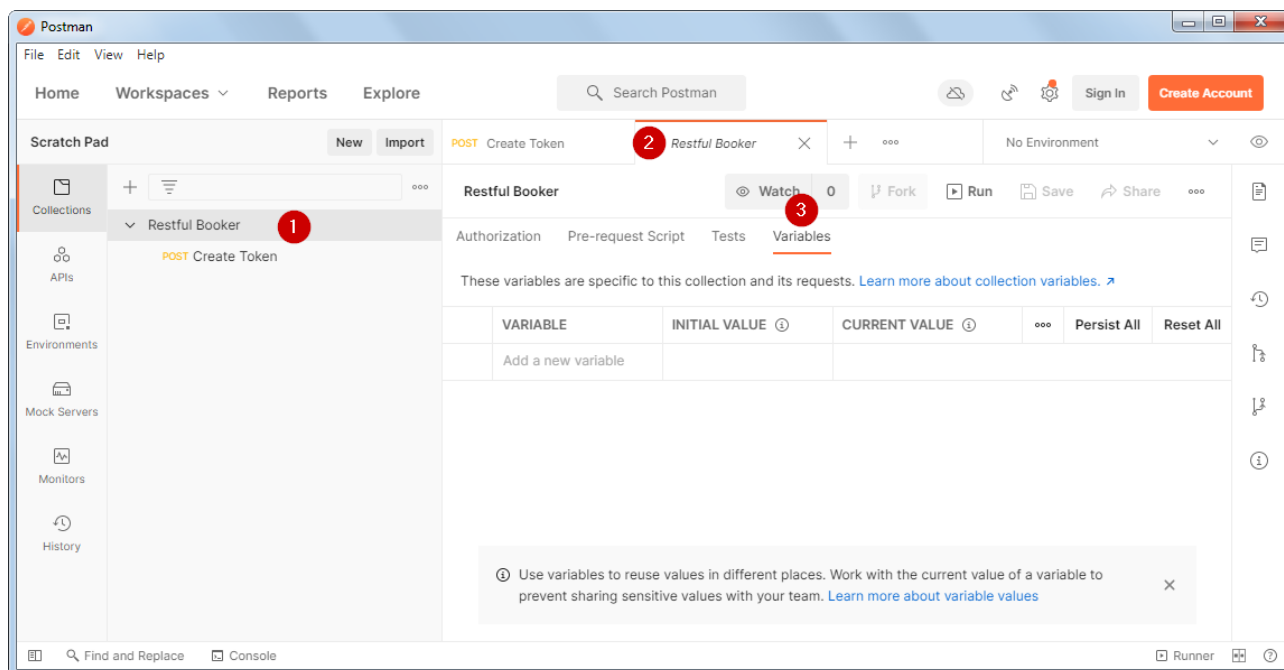 Postman
File Edit View Help
Home Workspaces Reports Explore Search Postman Sign In Create Account
Scratch Pad New Import
POST Create Token 2 Restful Booker No Environment
Collections
Restful Booker 1
POST Create Token
APIs
Environments
Mock Servers
Monitors
History
Restful Booker Watch 0 Fork Run Save Share
3
Authorization Pre-request Script Tests Variables
These variables are specific to this collection and its requests. Learn more about collection variables. ↗
VARIABLE INITIAL VALUE CURRENT VALUE Persist All Reset All
Add a new variable
Use variables to reuse values in different places. Work with the current value of a variable to
prevent sharing sensitive values with your team. Learn more about variable values
Find and Replace Console Runner